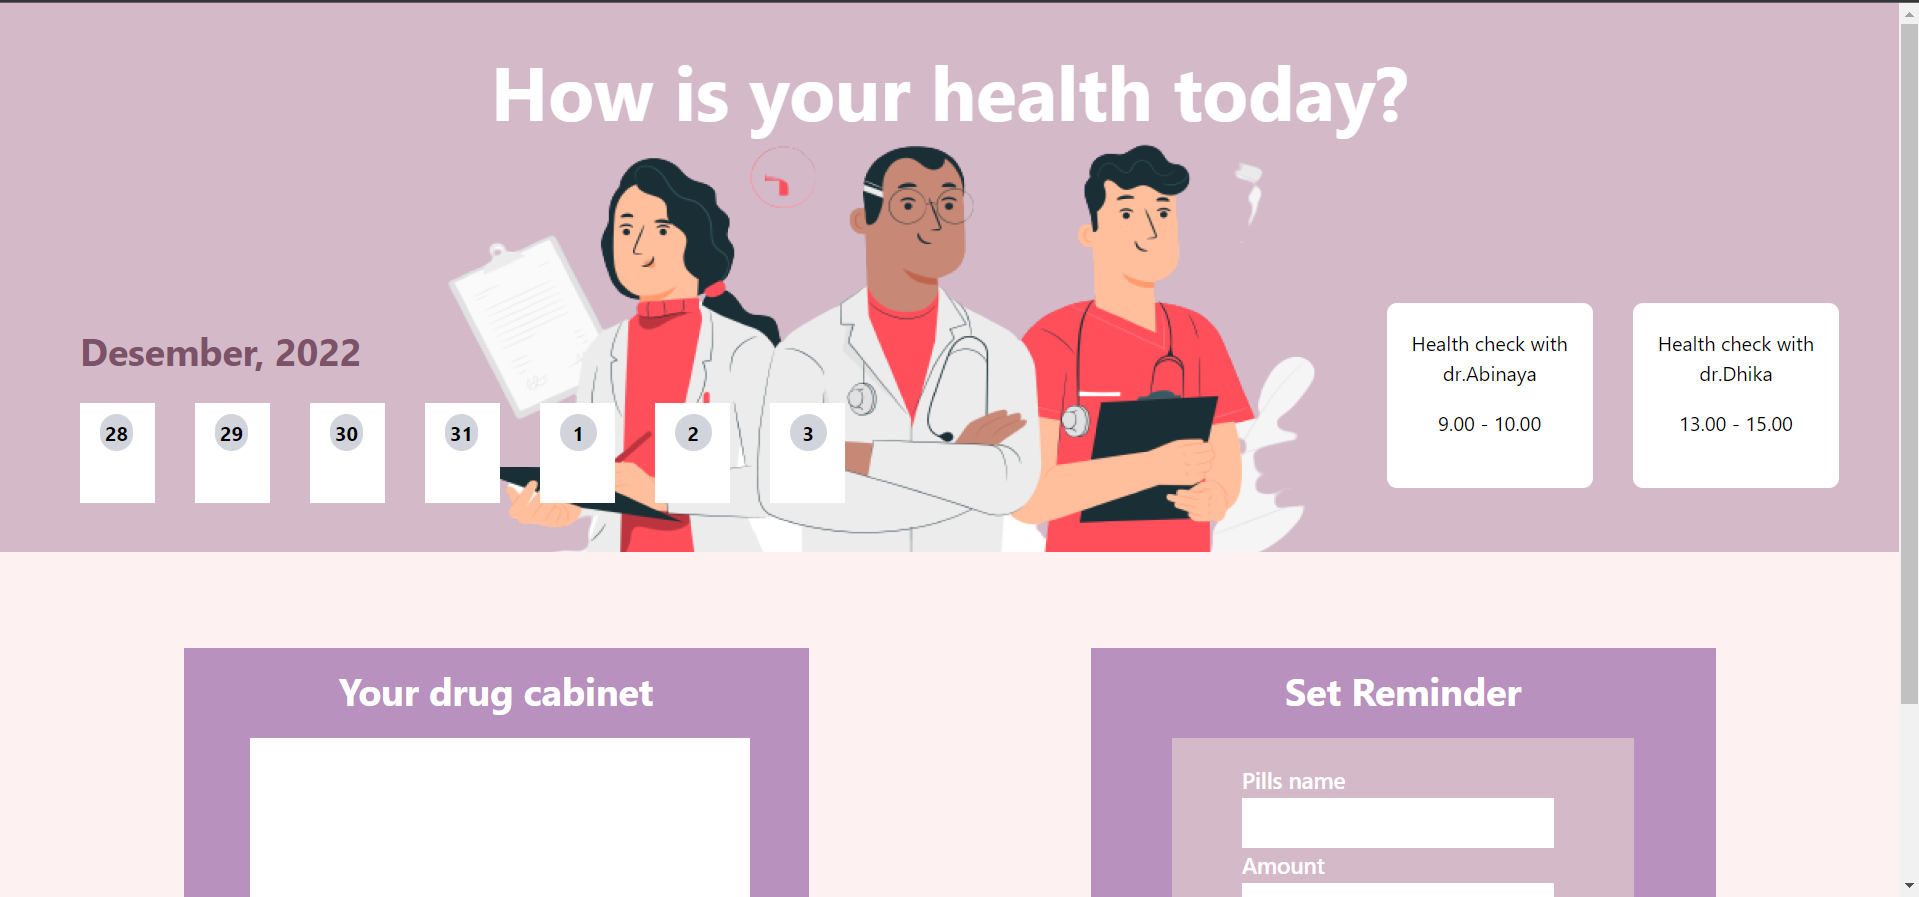 How is your health today?
Desember, 2022
28 29 30 31 1 2 3
Health check with
dr.Abinaya
9.00 - 10.00
Health check with
dr.Dhika
13.00 - 15.00
Your drug cabinet
Set Reminder
Pills name
Amount